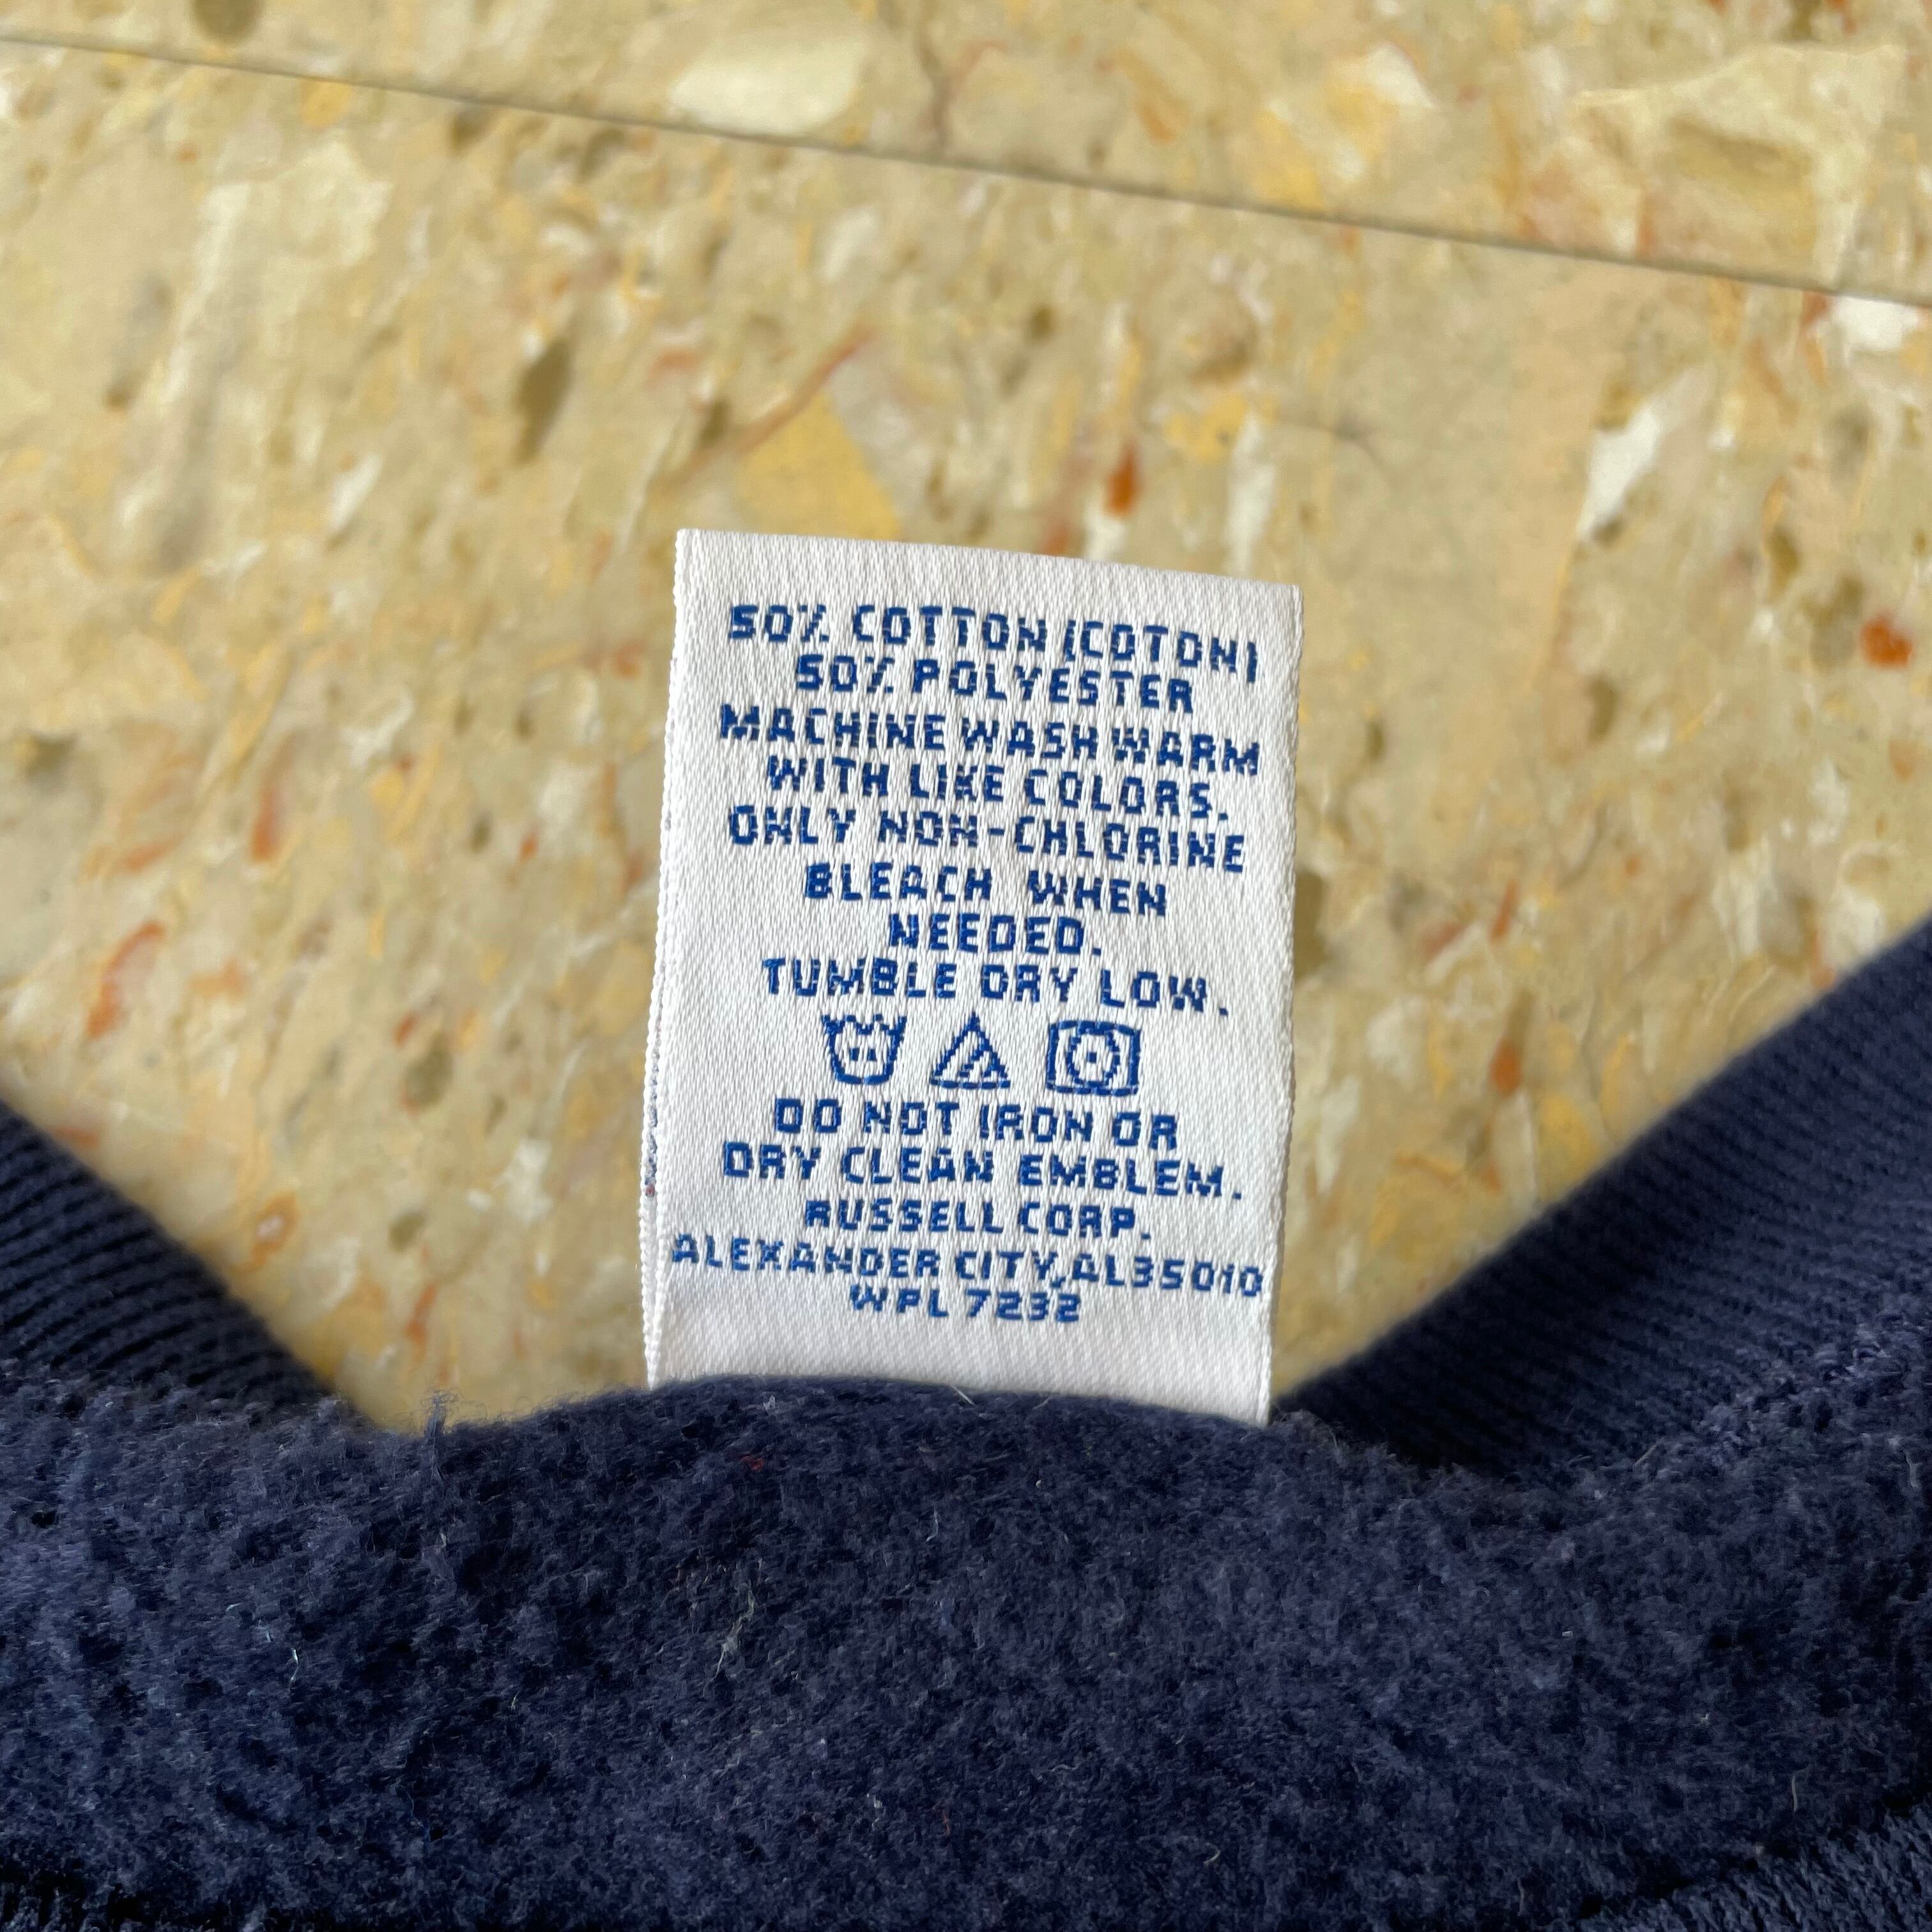 50% COTTON (COTON)
50% POLYESTER
MACHINE WASH WARM
WITH LIKE COLORS.
ONLY NON-CHLORINE
BLEACH WHEN
NEEDED.
TUMBLE DRY LOW.
DO NOT IRON OR
DRY CLEAN EMBLEM.
RUSSELL CORP.
ALEXANDER CITY,AL35010
WPL 7232